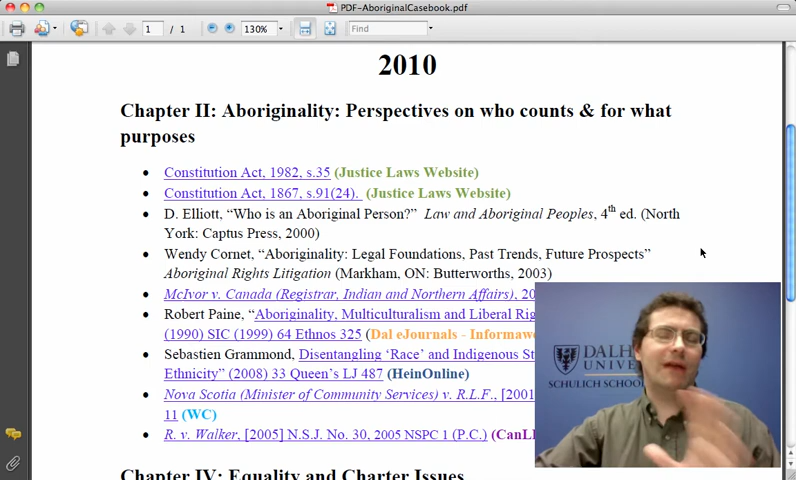 PDF-AboriginalCasebook.pdf
1 / 1 130% Find
2010
Chapter II: Aboriginality: Perspectives on who counts & for what
purposes
Constitution Act, 1982, s.35 (Justice Laws Website)
Constitution Act, 1867, s.91(24). (Justice Laws Website)
D. Elliott, “Who is an Aboriginal Person?” Law and Aboriginal Peoples, 4th ed. (North
York: Captus Press, 2000)
Wendy Cornet, “Aboriginality: Legal Foundations, Past Trends, Future Prospects”
Aboriginal Rights Litigation (Markham, ON: Butterworths, 2003)
McIvor v. Canada (Registrar, Indian and Northern Affairs), 20
Robert Paine, “Aboriginality, Multiculturalism and Liberal Rig
(1990) SIC (1999) 64 Ethnos 325 (Dal eJournals - Informaw
Sebastien Grammond, Disentangling ‘Race’ and Indigenous St
Ethnicity” (2008) 33 Queen’s LJ 487 (HeinOnline)
Nova Scotia (Minister of Community Services) v. R.L.F., [2001
11 (WC)
R. v. Walker, [2005] N.S.J. No. 30, 2005 NSPC 1 (P.C.) (CanLI
DALH
UNIV
SCHULICH SCHOO
Chapter IV: Equality and Charter Issues